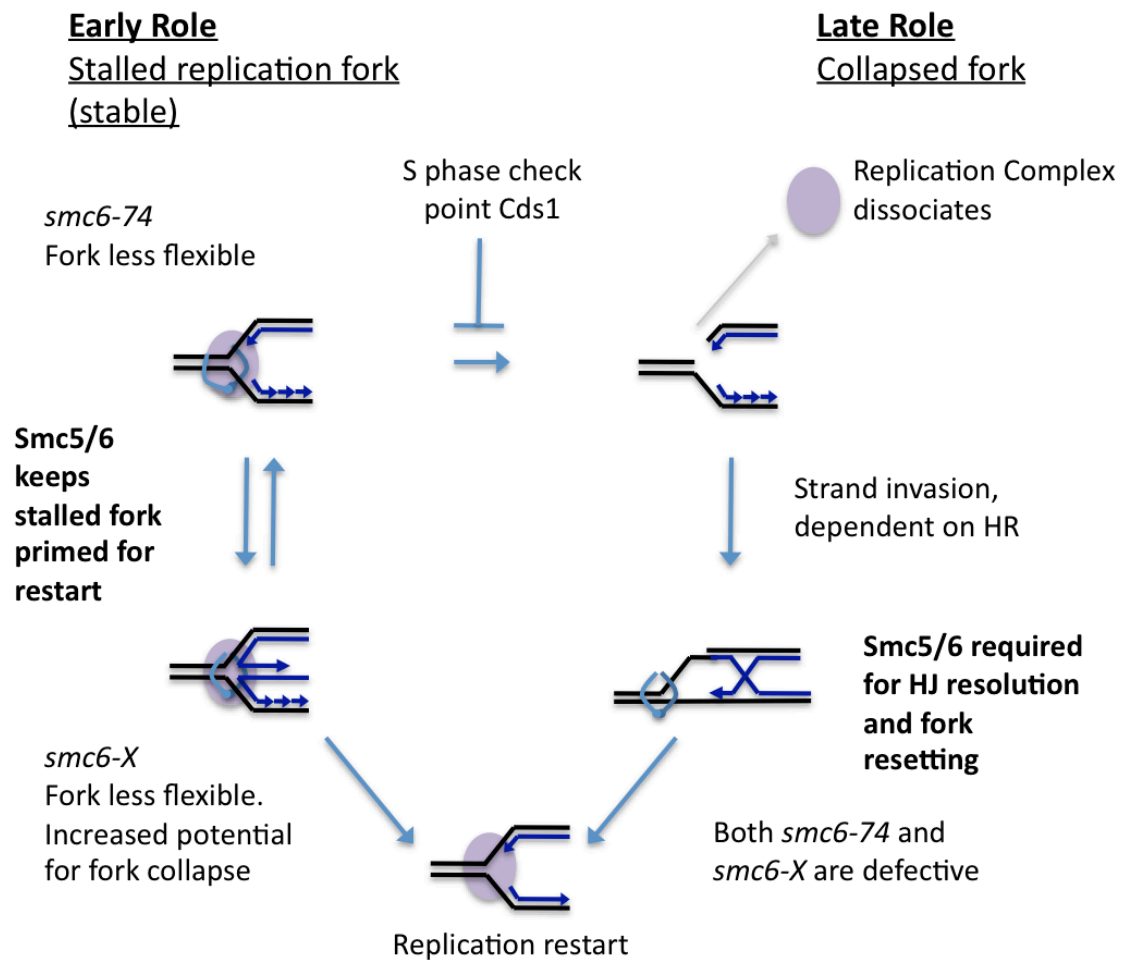 Early Role
Stalled replication fork
(stable)
Late Role
Collapsed fork
S phase check
point Cds1
Replication Complex
dissociates
smc6-74
Fork less flexible
Smc5/6
keeps
stalled fork
primed for
restart
Strand invasion,
dependent on HR
Smc5/6 required
for HJ resolution
and fork
resetting
smc6-X
Fork less flexible.
Increased potential
for fork collapse
Both smc6-74 and
smc6-X are defective
Replication restart